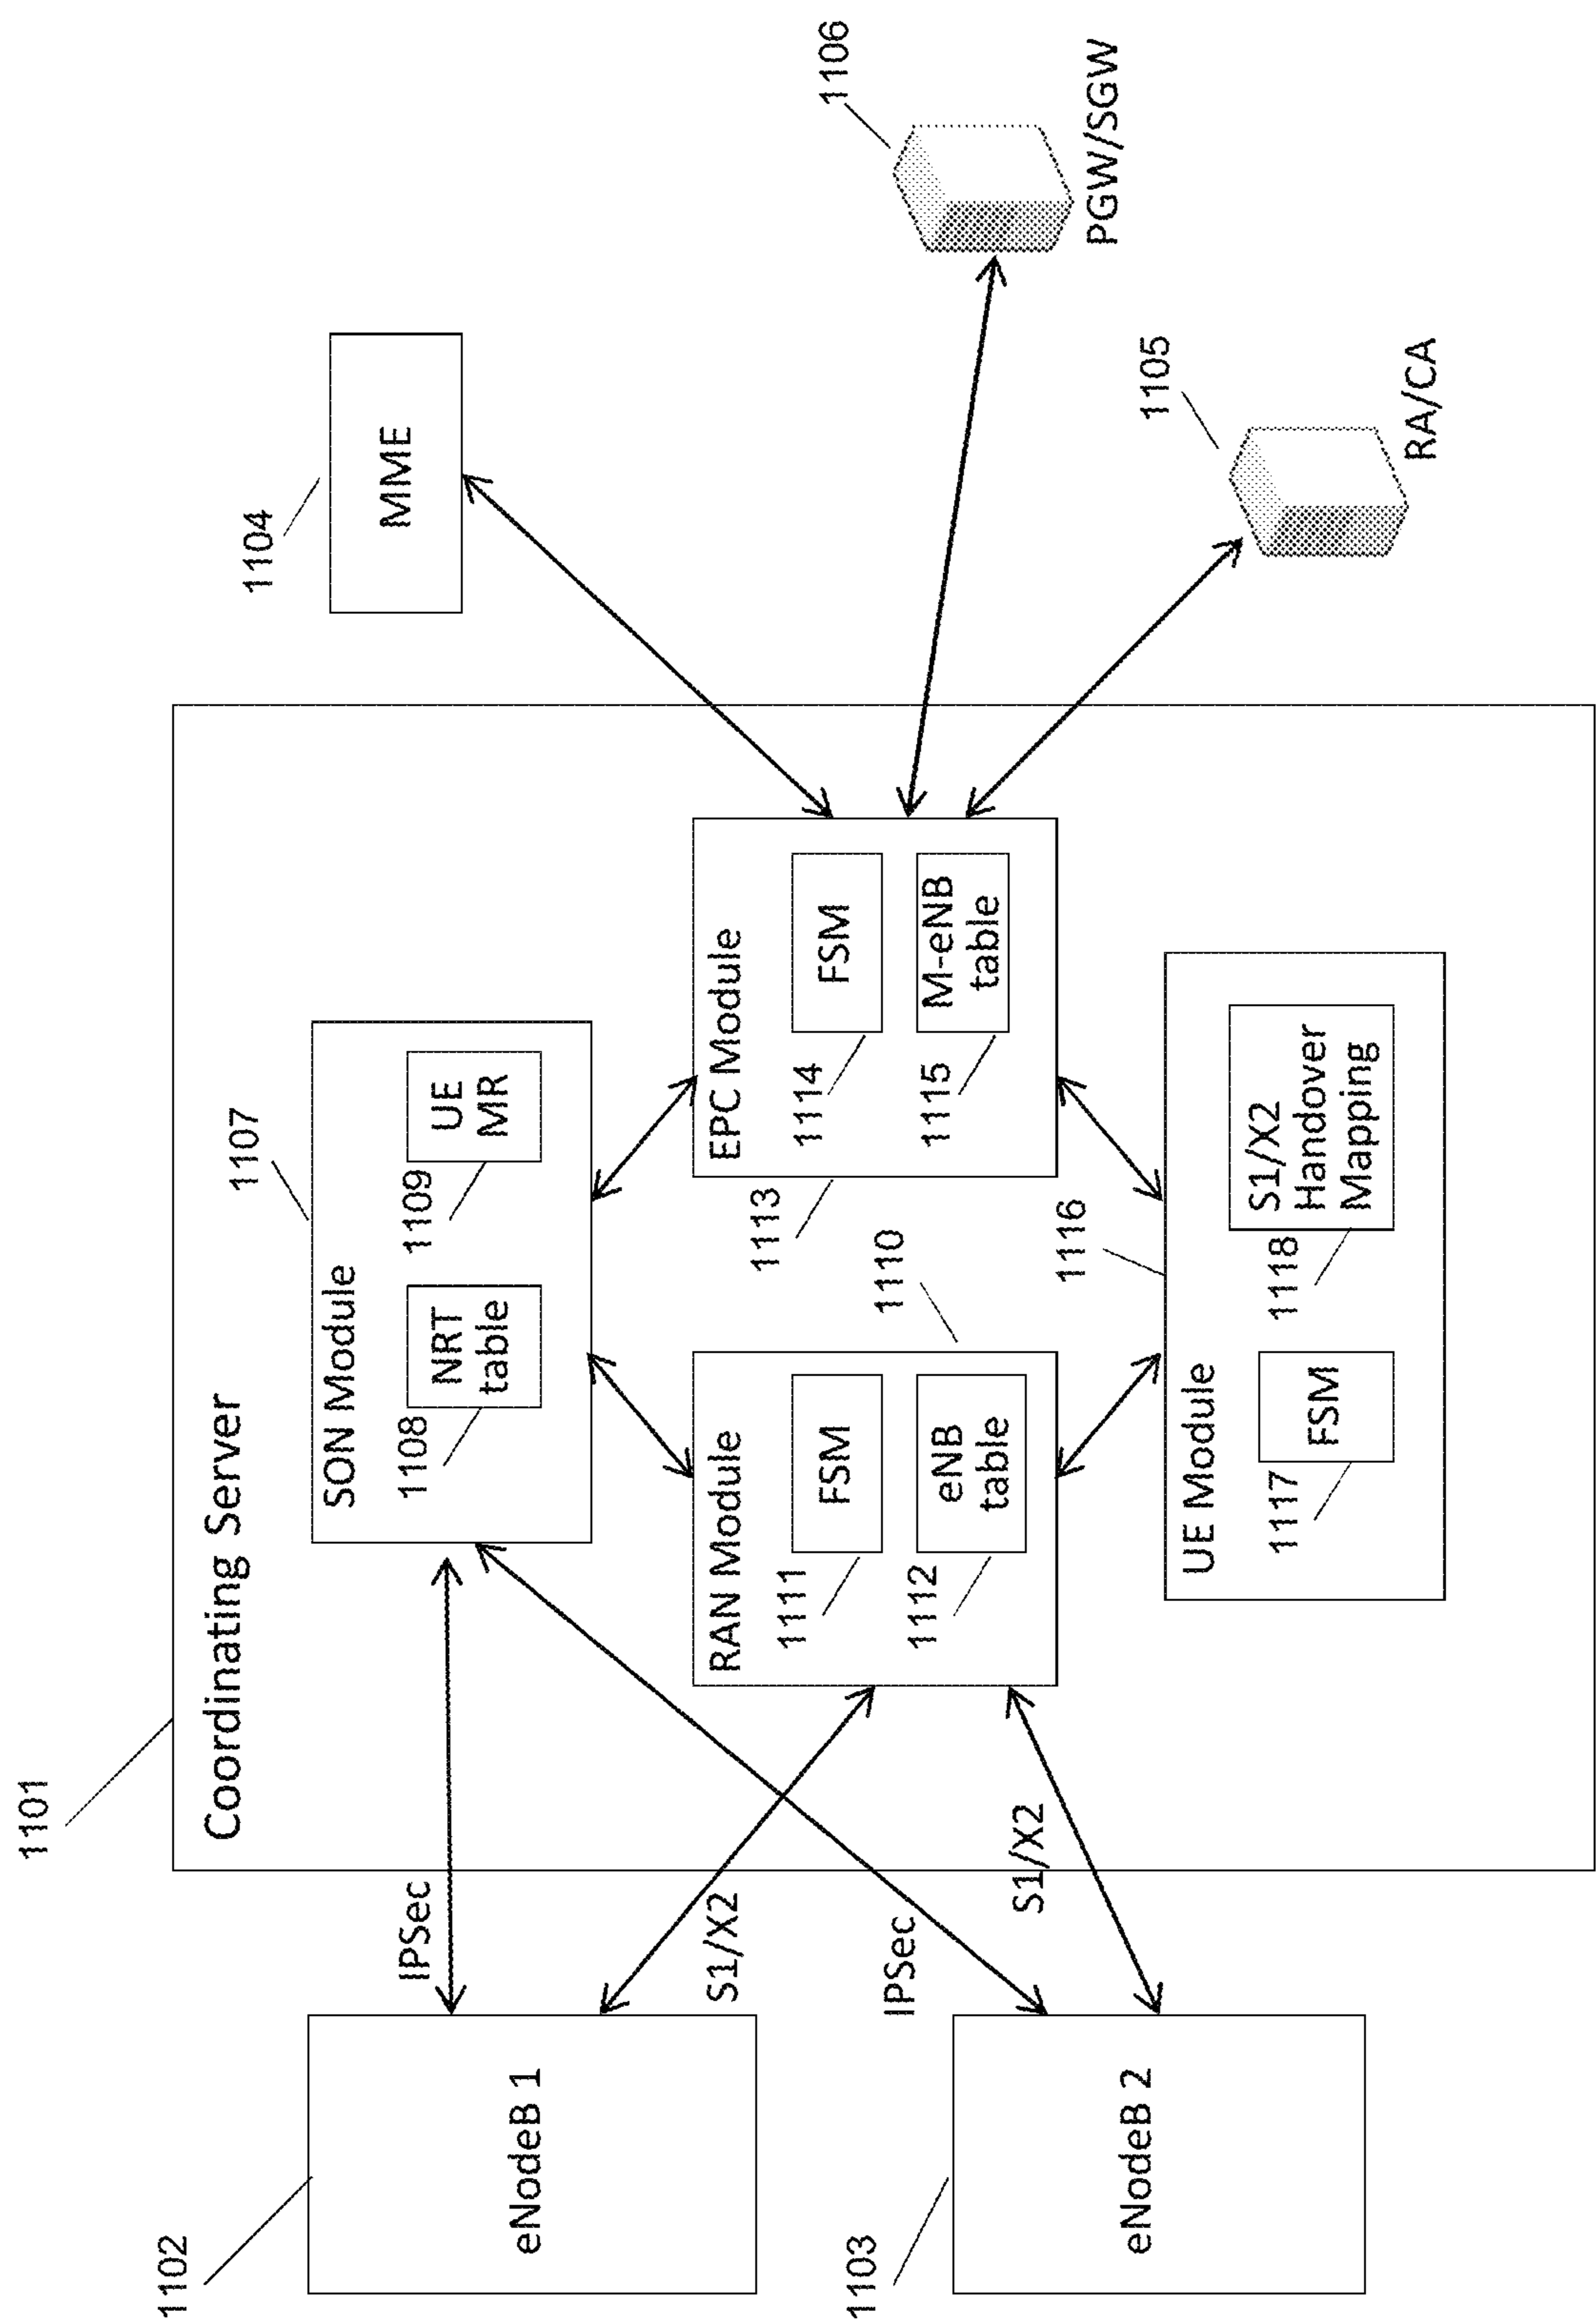 1101
Coordinating Server
1102
eNodeB 1
1103
eNodeB 2
IPSec
S1/X2
IPSec
S1/X2
1107
SON Module
1108
NRT
table
1109
UE
MR
1110
RAN Module
1111
FSM
1112
eNB
table
1113
EPC Module
1114
FSM
1115
M-eNB
table
1116
UE Module
1117
FSM
1118
S1/X2
Handover
Mapping
1104
MME
1106
PGW/SGW
1105
RA/CA